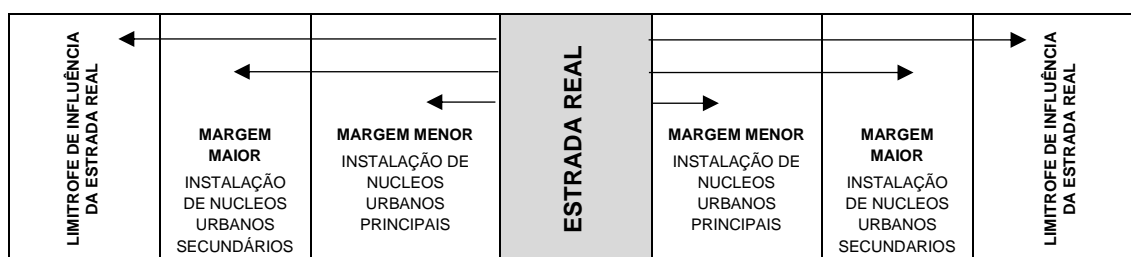 LIMITROFE DE INFLUÊNCIA
DA ESTRADA REAL
MARGEM
MAIOR
INSTALAÇÃO
DE NUCLEOS
URBANOS
SECUNDÁRIOS
MARGEM MENOR
INSTALAÇÃO DE
NUCLEOS
URBANOS
PRINCIPAIS
ESTRADA REAL
MARGEM MENOR
INSTALAÇÃO DE
NUCLEOS
URBANOS
PRINCIPAIS
MARGEM
MAIOR
INSTALAÇÃO
DE NUCLEOS
URBANOS
SECUNDARIOS
LIMITROFE DE INFLUÊNCIA
DA ESTRADA REAL